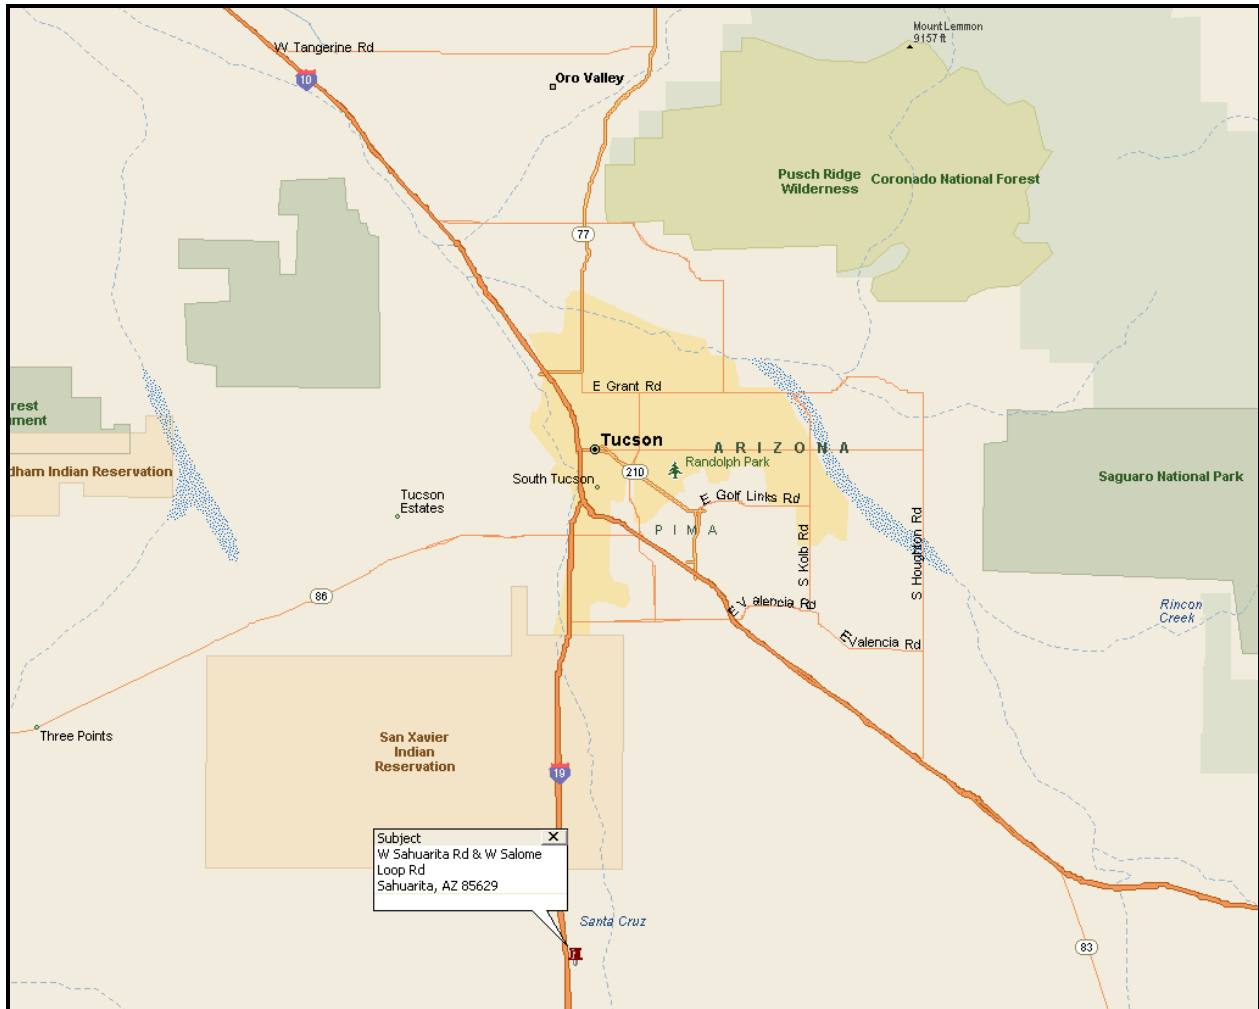 Mount Lemmon
9157 ft
W Tangerine Rd
10
Oro Valley
Pusch Ridge
Wilderness
Coronado National Forest
77
E Grant Rd
rest
ument
Tucson
ARIZONA
dham Indian Reservation
210
Randolph Park
Saguaro National Park
South Tucson
Tucson
Estates
E Golf Links Rd
PIMA
S Kolb Rd
S Houghton Rd
86
E Valencia Rd
Rincon
Creek
E Valencia Rd
Three Points
San Xavier
Indian
Reservation
19
Subject
W Sahuarita Rd & W Salome
Loop Rd
Sahuarita, AZ 85629
Santa Cruz
83